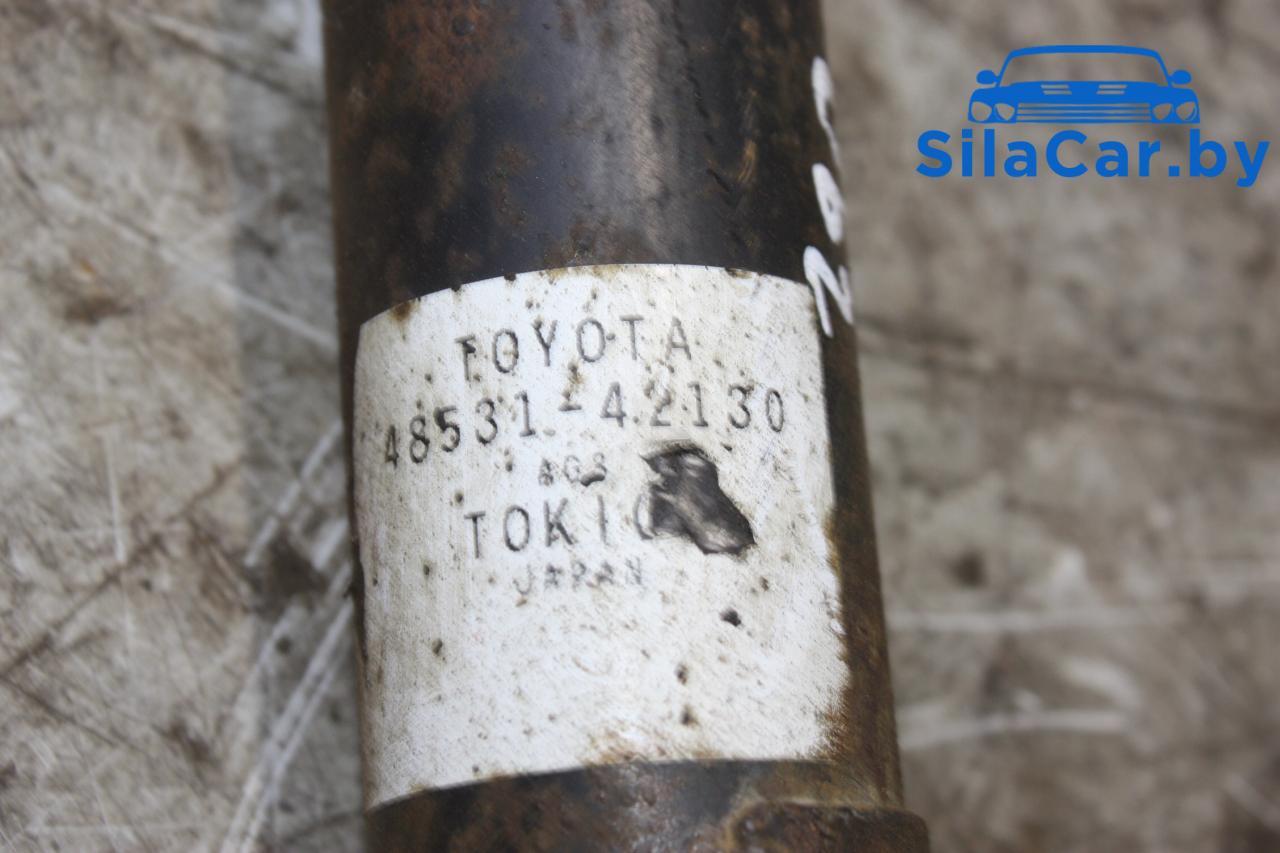 SilaCar.by
TOYOTA
48531-42130
TOKIC
JAPAN